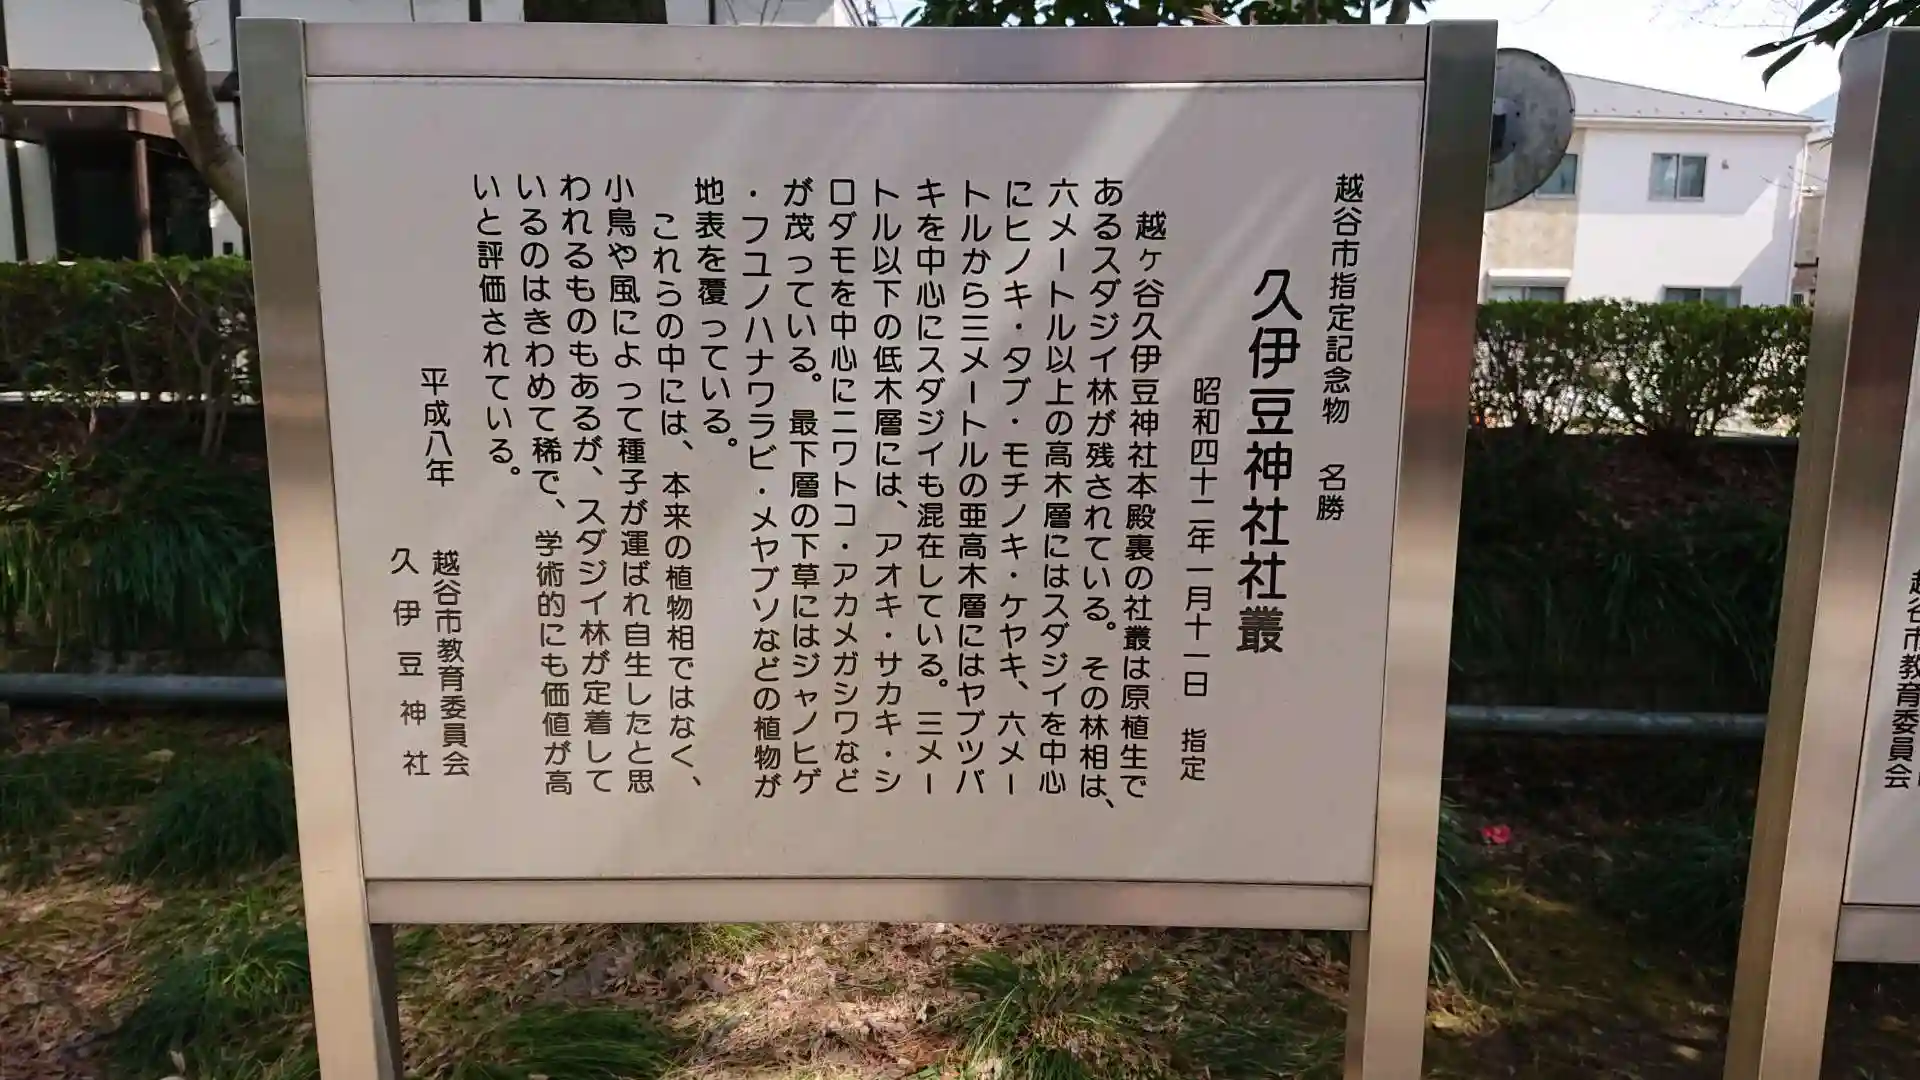 越谷市指定記念物　名勝
久伊豆神社社叢
昭和四十二年一月十一日　指定
越ヶ谷久伊豆神社本殿裏の社叢は原植生で
あるスダジイ林が残されている。その林相は、
六メートル以上の高木層にはスダジイを中心
にヒノキ・タブ・モチノキ・ケヤキ、六メー
トルから三メートルの亜高木層にはヤブツバ
キを中心にスダジイも混在している。三メー
トル以下の低木層には、アオキ・サカキ・シ
ロダモを中心にニワトコ・アカメガシワなど
が茂っている。最下層の下草にはジャノヒゲ
・フユノハナワラビ・メヤブソなどの植物が
地表を覆っている。
これらの中には、本来の植物相ではなく、
小鳥や風によって種子が運ばれ自生したと思
われるものもあるが、スダジイ林が定着して
いるのはきわめて稀で、学術的にも価値が高
いと評価されている。
平成八年
越谷市教育委員会
久伊豆神社
越谷市教育委員会